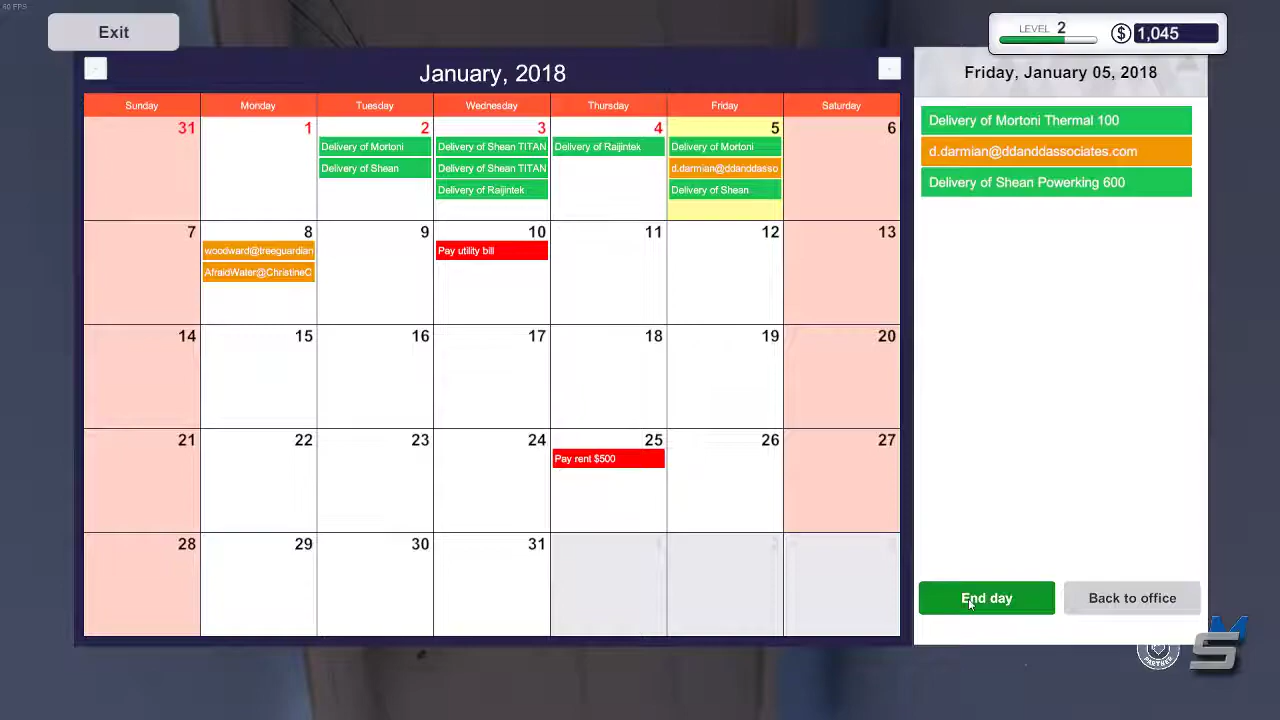 60 FPS
Exit
LEVEL 2
$ 1,045
January, 2018
Friday, January 05, 2018
Sunday Monday Tuesday Wednesday Thursday Friday Saturday
31 1 2 3 4 5 6
Delivery of Mortoni
Delivery of Shean
Delivery of Shean TITAN
Delivery of Shean TITAN
Delivery of Raijintek
Delivery of Raijintek
Delivery of Mortoni
d.darmian@ddanddasso
Delivery of Shean
7 8 9 10 11 12 13
woodward@treeguardian
AfraidWater@ChristineC
Pay utility bill
14 15 16 17 18 19 20
21 22 23 24 25 26 27
Pay rent $500
28 29 30 31
Delivery of Mortoni Thermal 100
d.darmian@ddanddassociates.com
Delivery of Shean Powerking 600
End day
Back to office
PARTNER